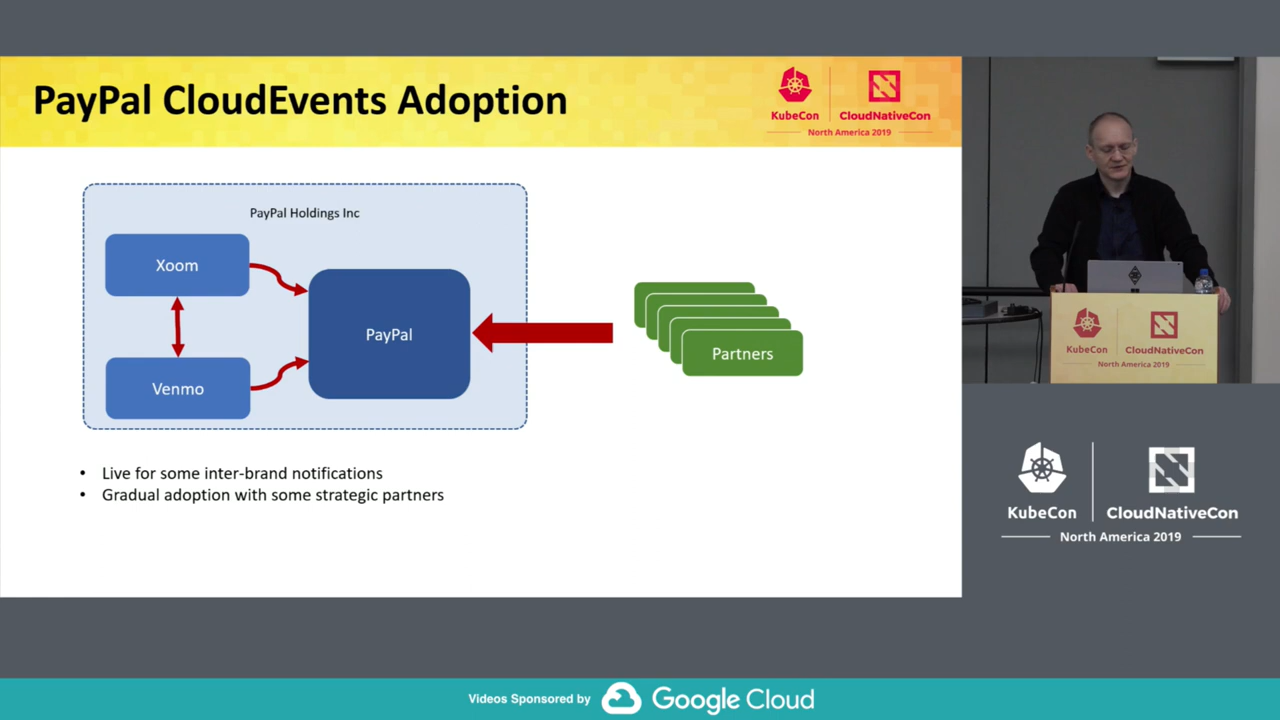 PayPal CloudEvents Adoption
KubeCon
CloudNativeCon
North America 2019
PayPal Holdings Inc
Xoom
PayPal
Venmo
Partners
• Live for some inter-brand notifications
• Gradual adoption with some strategic partners
KubeCon
CloudNativeCon
North America 2019
KubeCon
CloudNativeCon
North America 2019
Videos Sponsored by
Google Cloud